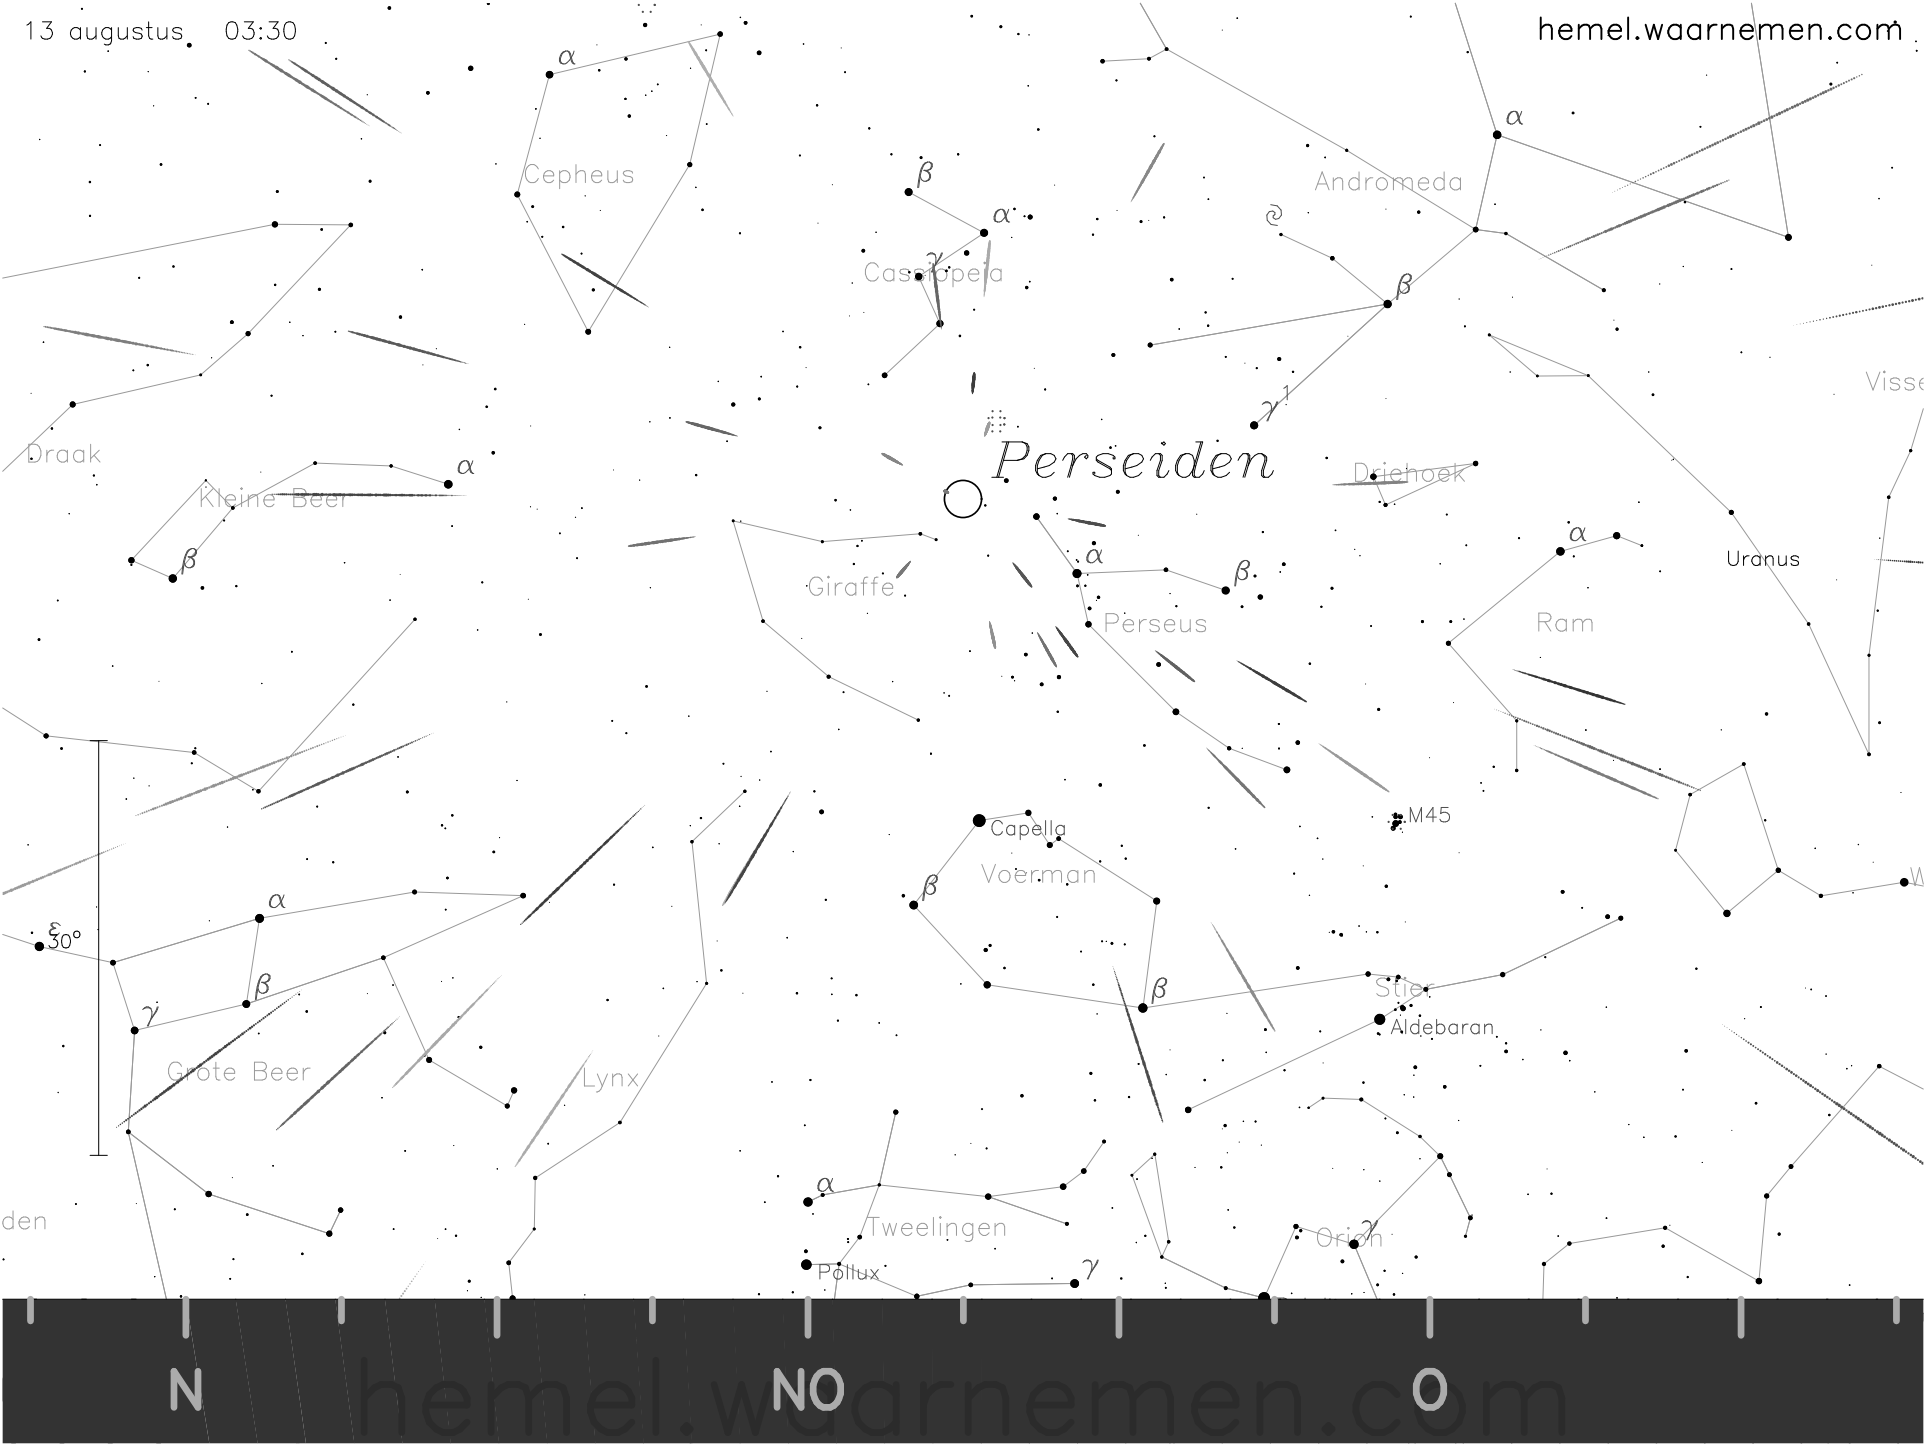 13 augustus 03:30
hemel.waarnemen.com
α
α
Cepheus
β
Andromeda
α
γ
Cassiopeia
β
Visse
γ 1
Draak
α
Perseiden
Driehoek
Kleine Beer
α
α
β
Uranus
β
Giraffe
Perseus
Ram
M45
Capella
Voerman
β
W
α
ε
30°
β
β
Stier
γ
Aldebaran
Grote Beer
Lynx
α
den
Tweelingen
γ
Orion
Pollux
γ
N
NO
O
hemel.waarnemen.com